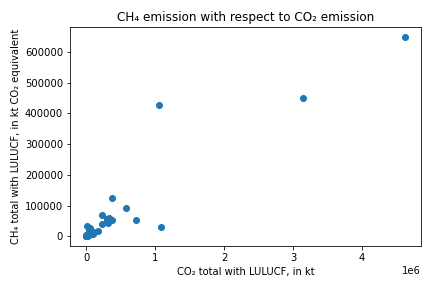 CH₄ emission with respect to CO₂ emission
CH₄ total with LULUCF, in kt CO₂ equivalent
600000
500000
400000
300000
200000
100000
0
0 1 2 3 4
1e6
CO₂ total with LULUCF, in kt